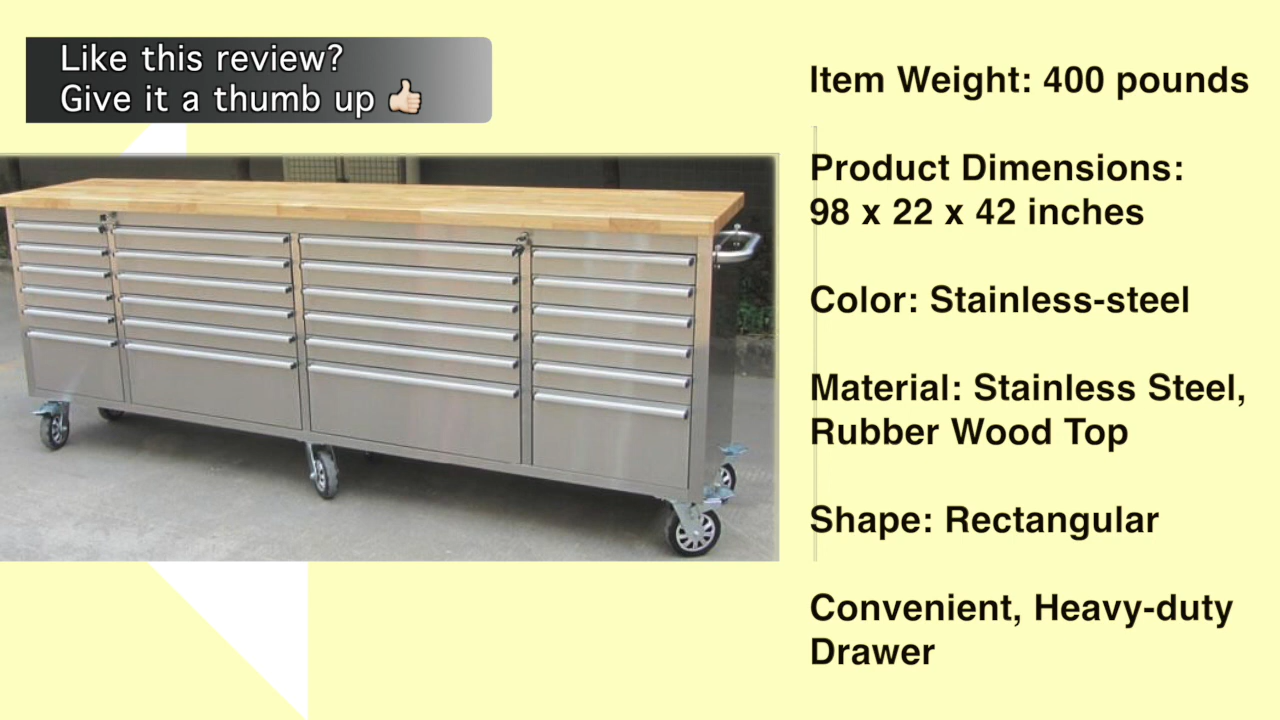 Like this review?
Give it a thumb up 👍🏻
Item Weight: 400 pounds
Product Dimensions:
98 x 22 x 42 inches
Color: Stainless-steel
Material: Stainless Steel,
Rubber Wood Top
Shape: Rectangular
Convenient, Heavy-duty
Drawer